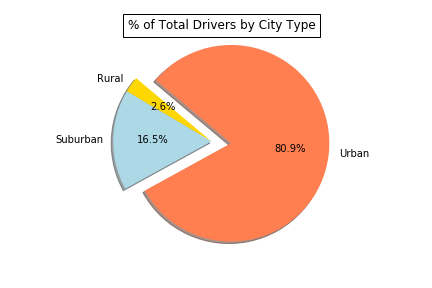 % of Total Drivers by City Type
Rural
2.6%
Suburban
16.5%
80.9%
Urban